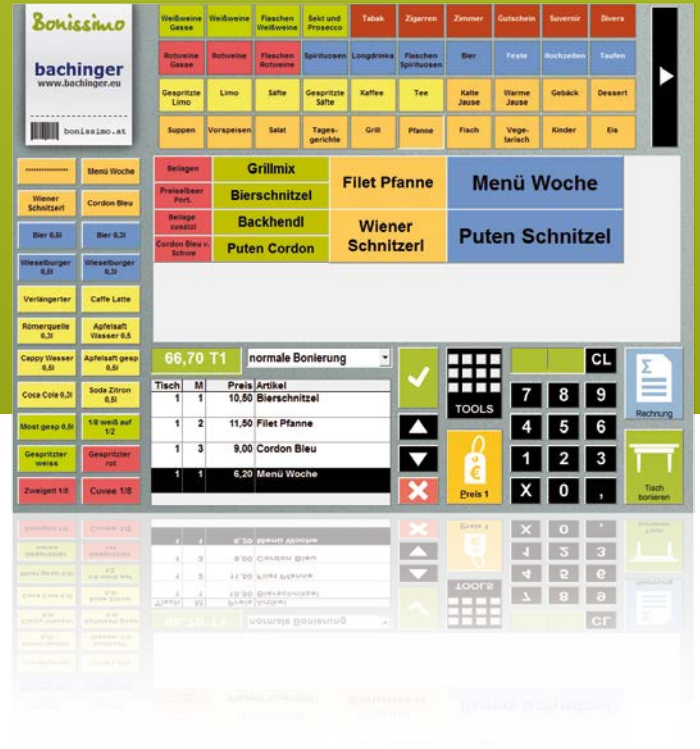 Bonissimo
bachinger
www.bachinger.eu
bonissimo.at
Weißweine Gasse
Weißweine
Flaschen Weißweine
Sekt und Prosecco
Tabak
Zigarren
Zimmer
Gutschein
Suvenir
Divers
Rotweine Gasse
Rotweine
Flaschen Rotweine
Spirituosen
Longdrinks
Flaschen Spirituosen
Bier
Feste
Hochzeiten
Taufen
Gespritzte Limo
Limo
Säfte
Gespritzte Säfte
Kaffee
Tee
Kalte Jause
Warme Jause
Gebäck
Dessert
Suppen
Vorspeisen
Salat
Tages-
gerichte
Grill
Pfanne
Fisch
Vege-
tarisch
Kinder
Eis
Menü Woche
Wiener Schnitzerl
Cordon Bleu
Bier 0,5l
Bier 0,3l
Wieselburger 0,5l
Wieselburger 0,3l
Verlängerter
Caffe Latte
Römerquelle 0,3l
Apfelsaft Wasser 0,5
Cappy Wasser 0,5l
Apfelsaft gesp 0,5l
Coca Cola 0,3l
Soda Zitron 0,5l
Most gesp 0,5l
1/8 weiß auf 1/2
Gespritzter weiss
Gespritzter rot
Zweigelt 1/8
Cuvee 1/8
Beilagen
Grillmix
Filet Pfanne
Menü Woche
Preiselbeer Port.
Bierschnitzel
Beilage zusätzl
Backhendl
Wiener Schnitzerl
Puten Schnitzel
Cordon Bleu v. Schwe
Puten Cordon
66,70 T1
normale Bonierung
Tisch M Preis Artikel
1 1 10,50 Bierschnitzel
1 2 11,50 Filet Pfanne
1 3 9,00 Cordon Bleu
1 1 6,20 Menü Woche
TOOLS
€
Preis 1
CL
7 8 9
4 5 6
1 2 3
X 0 ,
Σ
Rechnung
Tisch bonieren